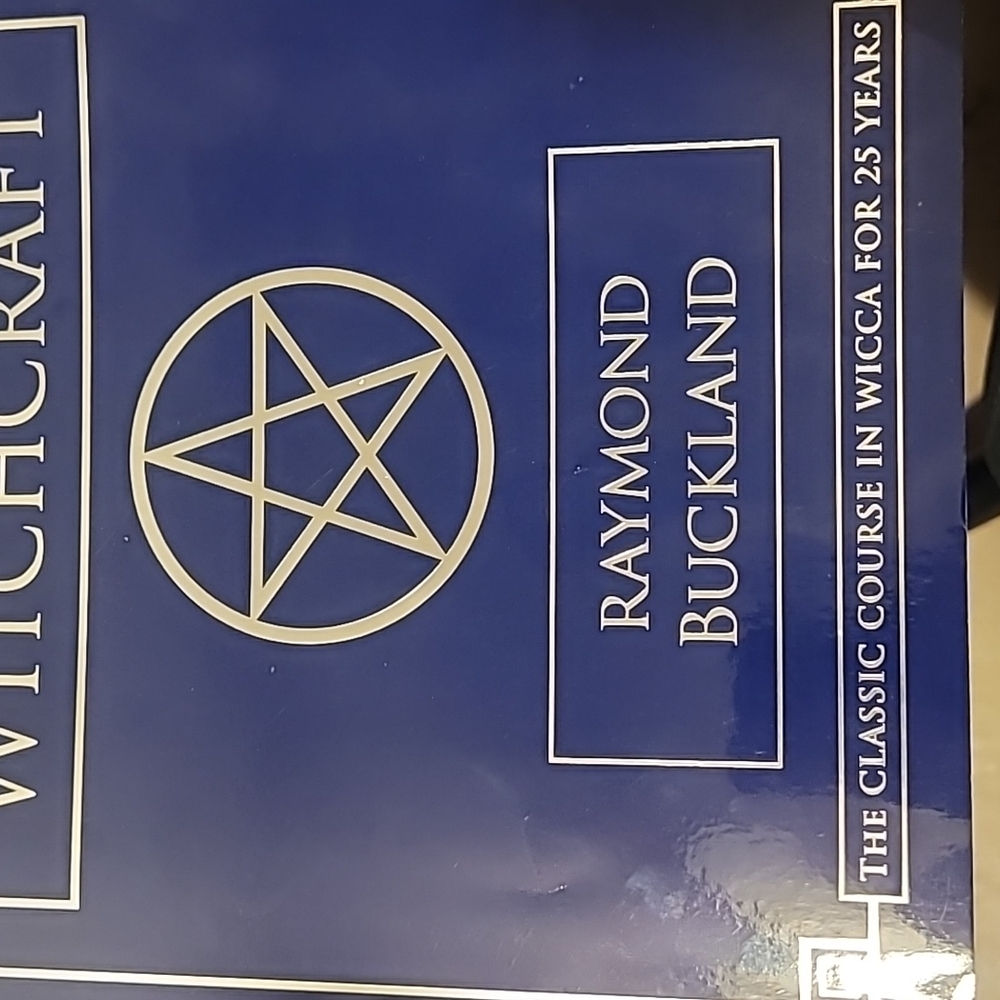 WITCHCRAFT
RAYMOND
BUCKLAND
THE CLASSIC COURSE IN WICCA FOR 25 YEARS